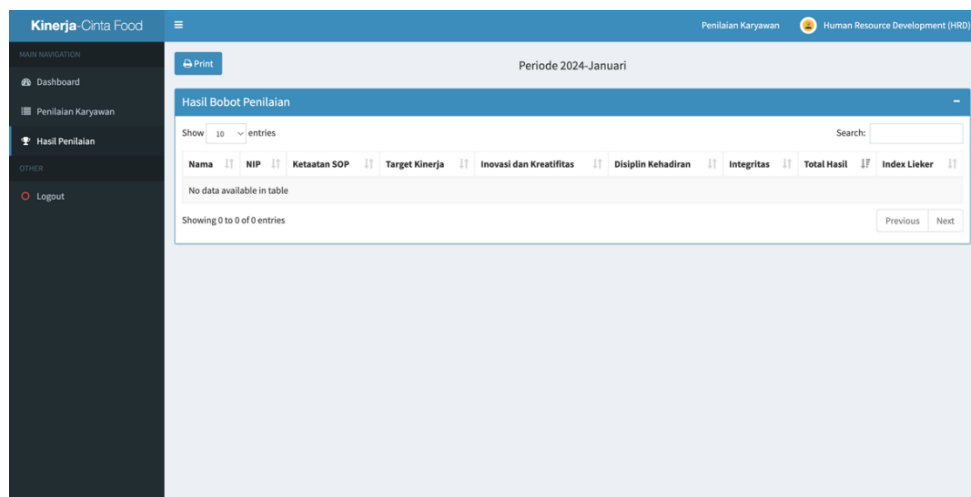 Kinerja-Cinta Food
Penilaian Karyawan
Human Resource Development (HRD)
MAIN NAVIGATION
Dashboard
Penilaian Karyawan
Hasil Penilaian
OTHER
Logout
Print
Periode 2024-Januari
Hasil Bobot Penilaian
Show 10 entries
Search:
Nama NIP Ketaatan SOP Target Kinerja Inovasi dan Kreatifitas Disiplin Kehadiran Integritas Total Hasil Index Lieker
No data available in table
Showing 0 to 0 of 0 entries
Previous Next